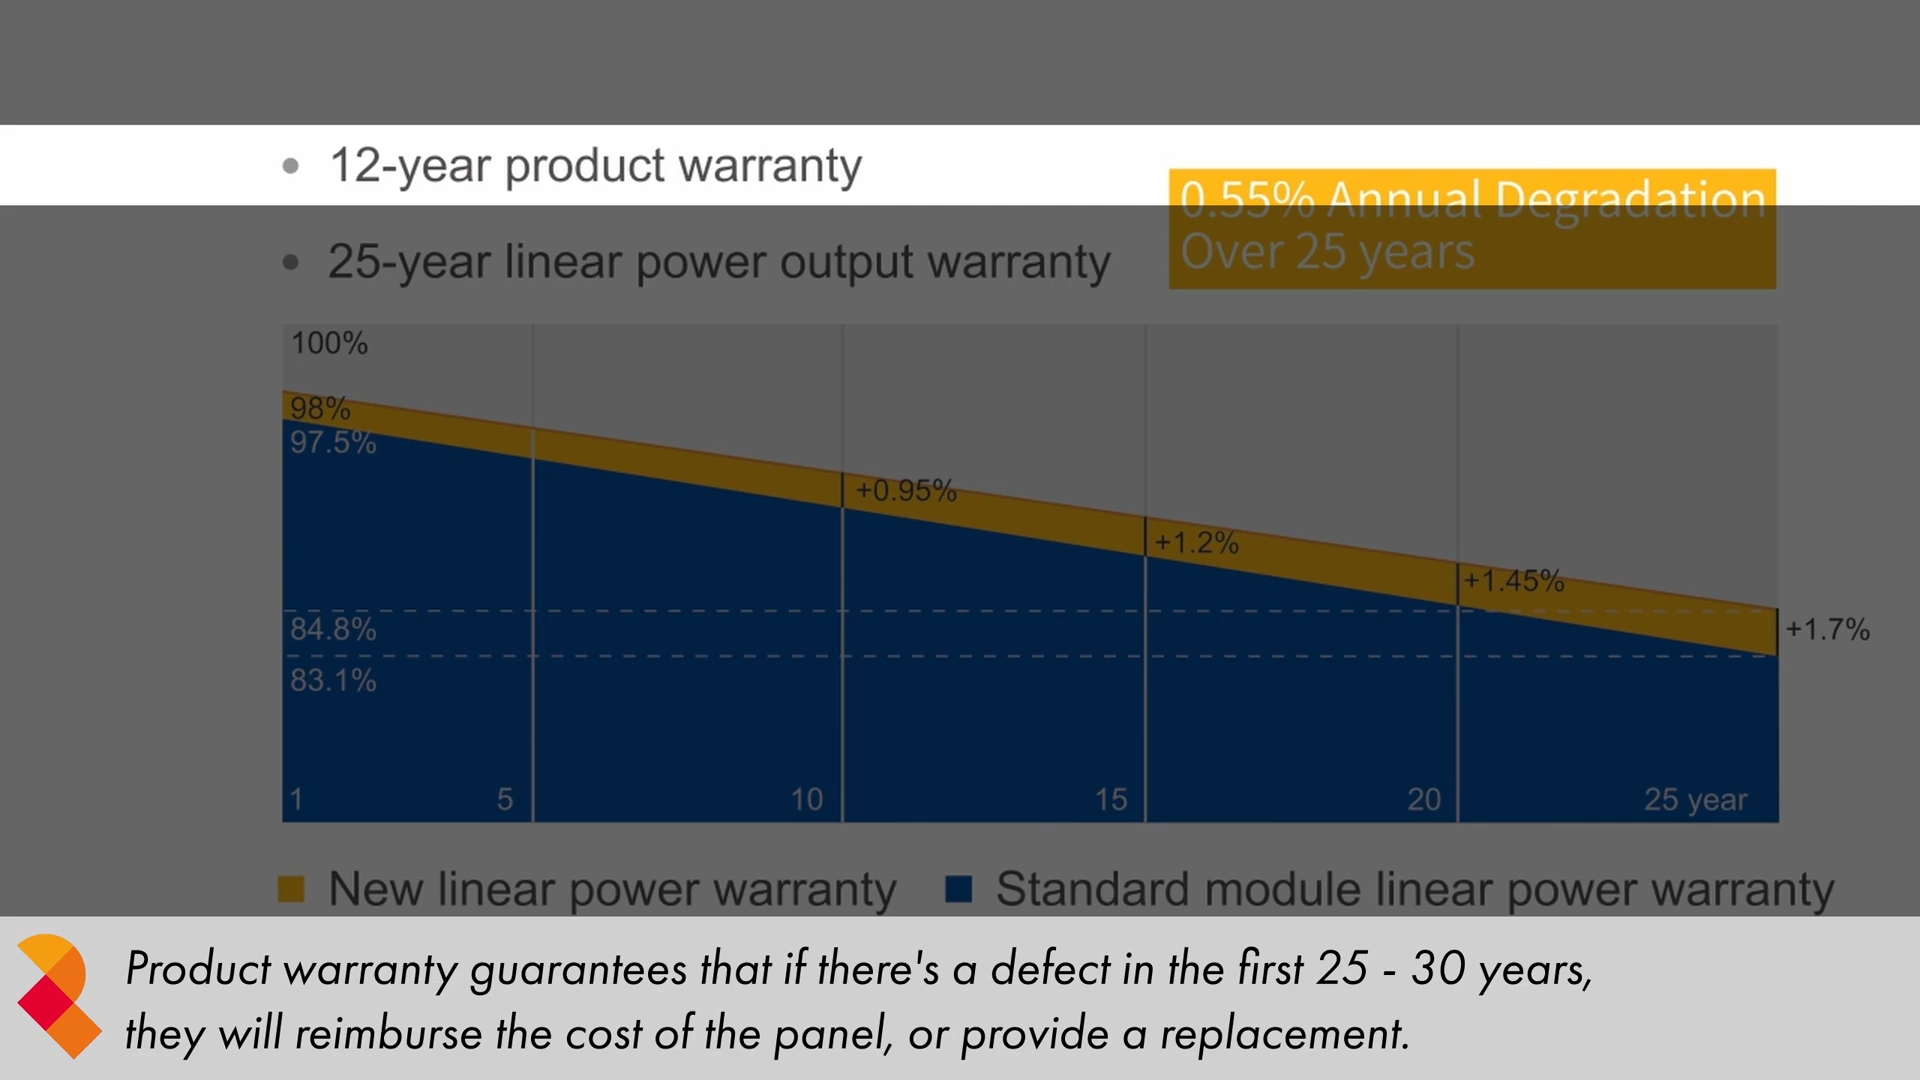 12-year product warranty
0.55% Annual Degradation
Over 25 years
25-year linear power output warranty
100%
98%
97.5%
+0.95%
+1.2%
+1.45%
+1.7%
84.8%
83.1%
1 5 10 15 20 25 year
New linear power warranty Standard module linear power warranty
Product warranty guarantees that if there's a defect in the first 25 - 30 years,
they will reimburse the cost of the panel, or provide a replacement.